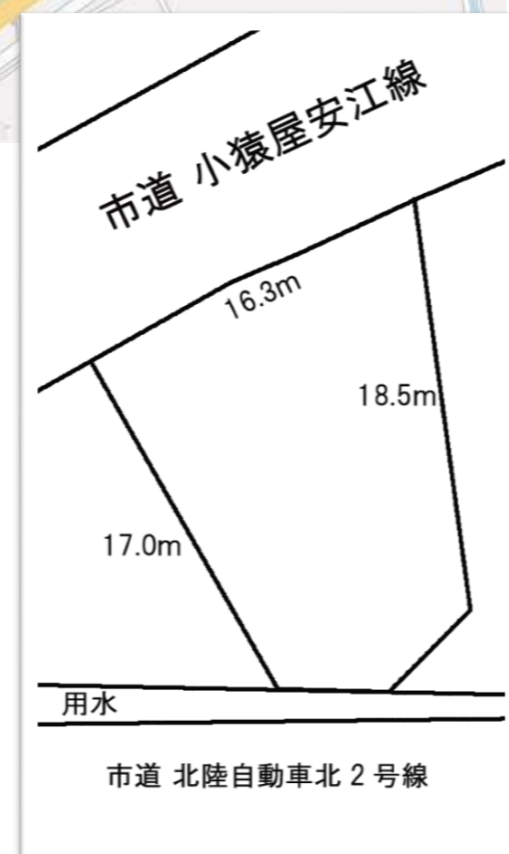 市道 小猿屋安江線
16.3m
18.5m
17.0m
用水
市道 北陸自動車北2号線